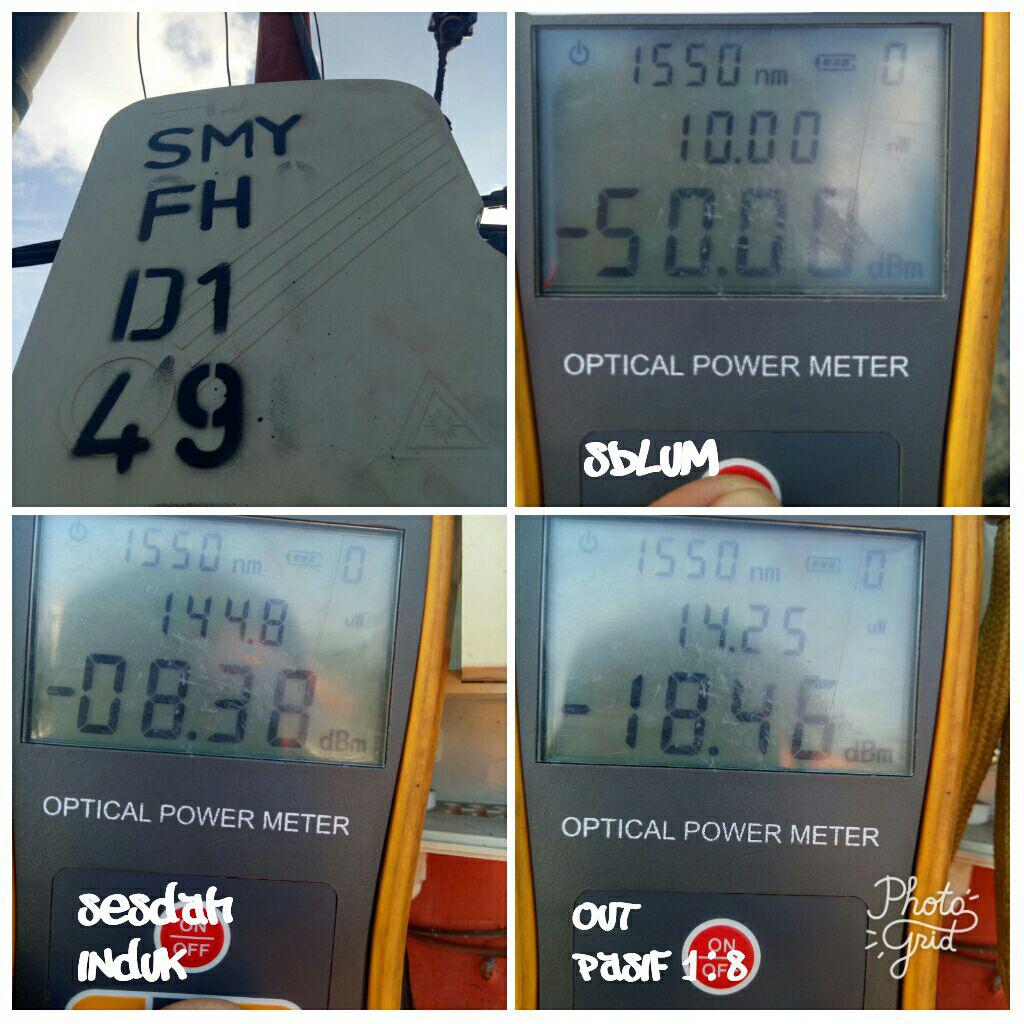 SMY
FH
D1
49
1550 nm 0
10.00 nW
-50.00 dBm
OPTICAL POWER METER
SbLUM
1550 nm 0
144.8 uW
-08.38 dBm
OPTICAL POWER METER
ON
OFF
Sesdah
INDUK
1550 nm 0
14.25 uW
-18.46 dBm
OPTICAL POWER METER
ON
OFF
OUT
PaSIF 1:8
Photo
Grid